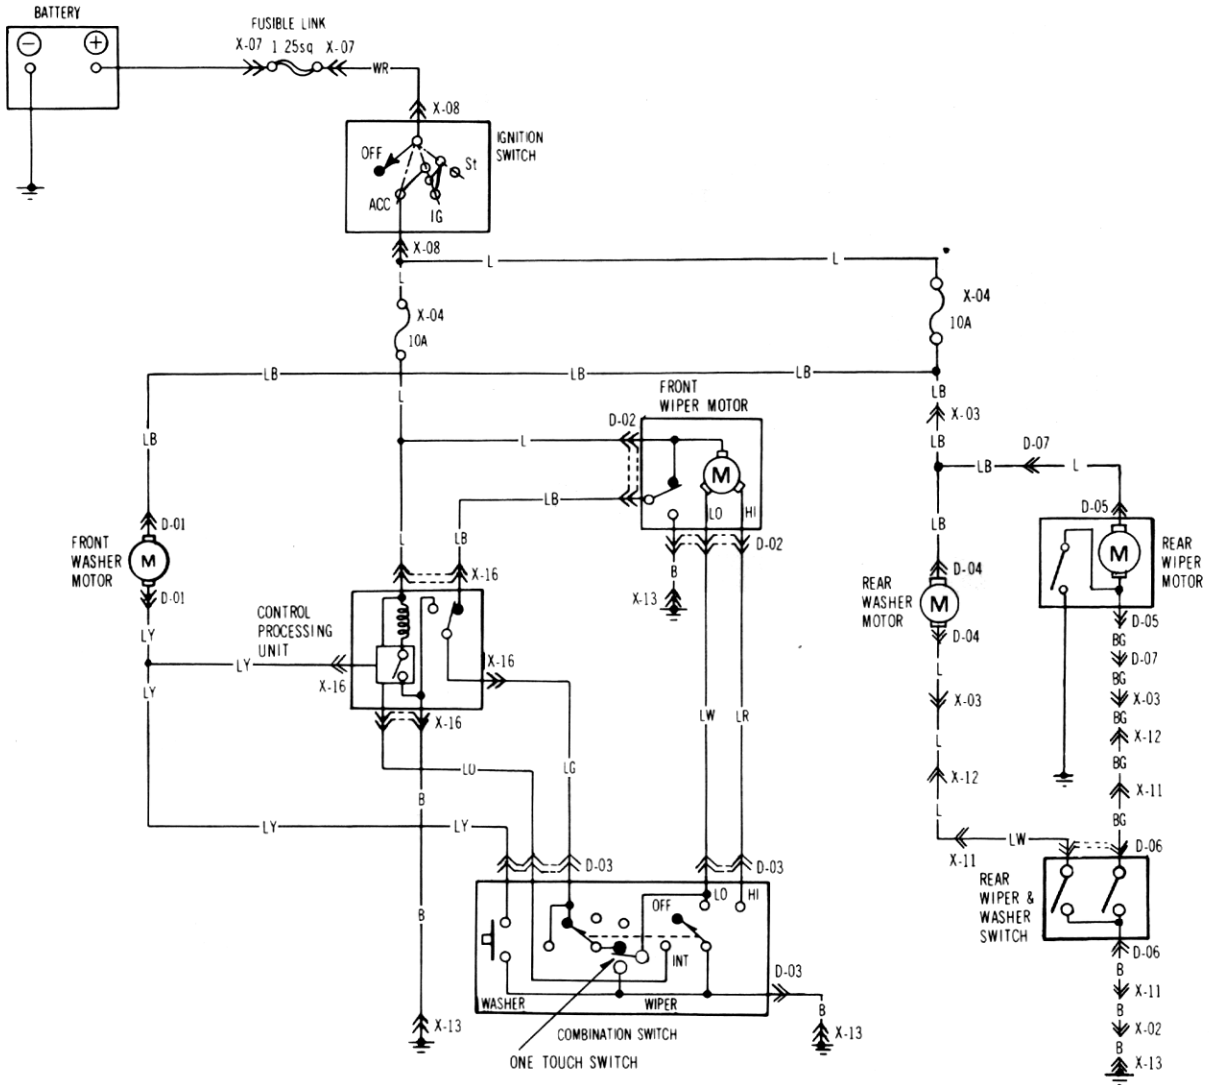 BATTERY
FUSIBLE LINK
X-07 1 25sq X-07
WR
X-08
IGNITION
SWITCH
OFF
St
ACC
IG
X-08
L
L
L
X-04
10A
X-04
10A
LB
LB
LB
L
LB
X-03
LB
FRONT
WIPER MOTOR
D-02
L
M
LO
HI
LB
D-02
B
X-13
D-07
LB
L
D-05
LB
D-01
FRONT
WASHER
MOTOR
M
D-01
LB
L
X-16
LB
D-04
REAR
WASHER
MOTOR
M
D-04
M
REAR
WIPER
MOTOR
D-05
BG
D-07
BG
X-03
BG
X-12
BG
X-11
BG
CONTROL
PROCESSING
UNIT
LY
LY
X-16
X-16
LY
X-16
L
X-03
L
X-12
L
LW
LR
LG
B
LY
LY
LW
X-11
D-06
D-03
D-03
REAR
WIPER &
WASHER
SWITCH
LO
HI
OFF
INT
B
D-03
D-06
B
X-11
B
X-02
B
X-13
WASHER
WIPER
B
X-13
X-13
COMBINATION SWITCH
ONE TOUCH SWITCH